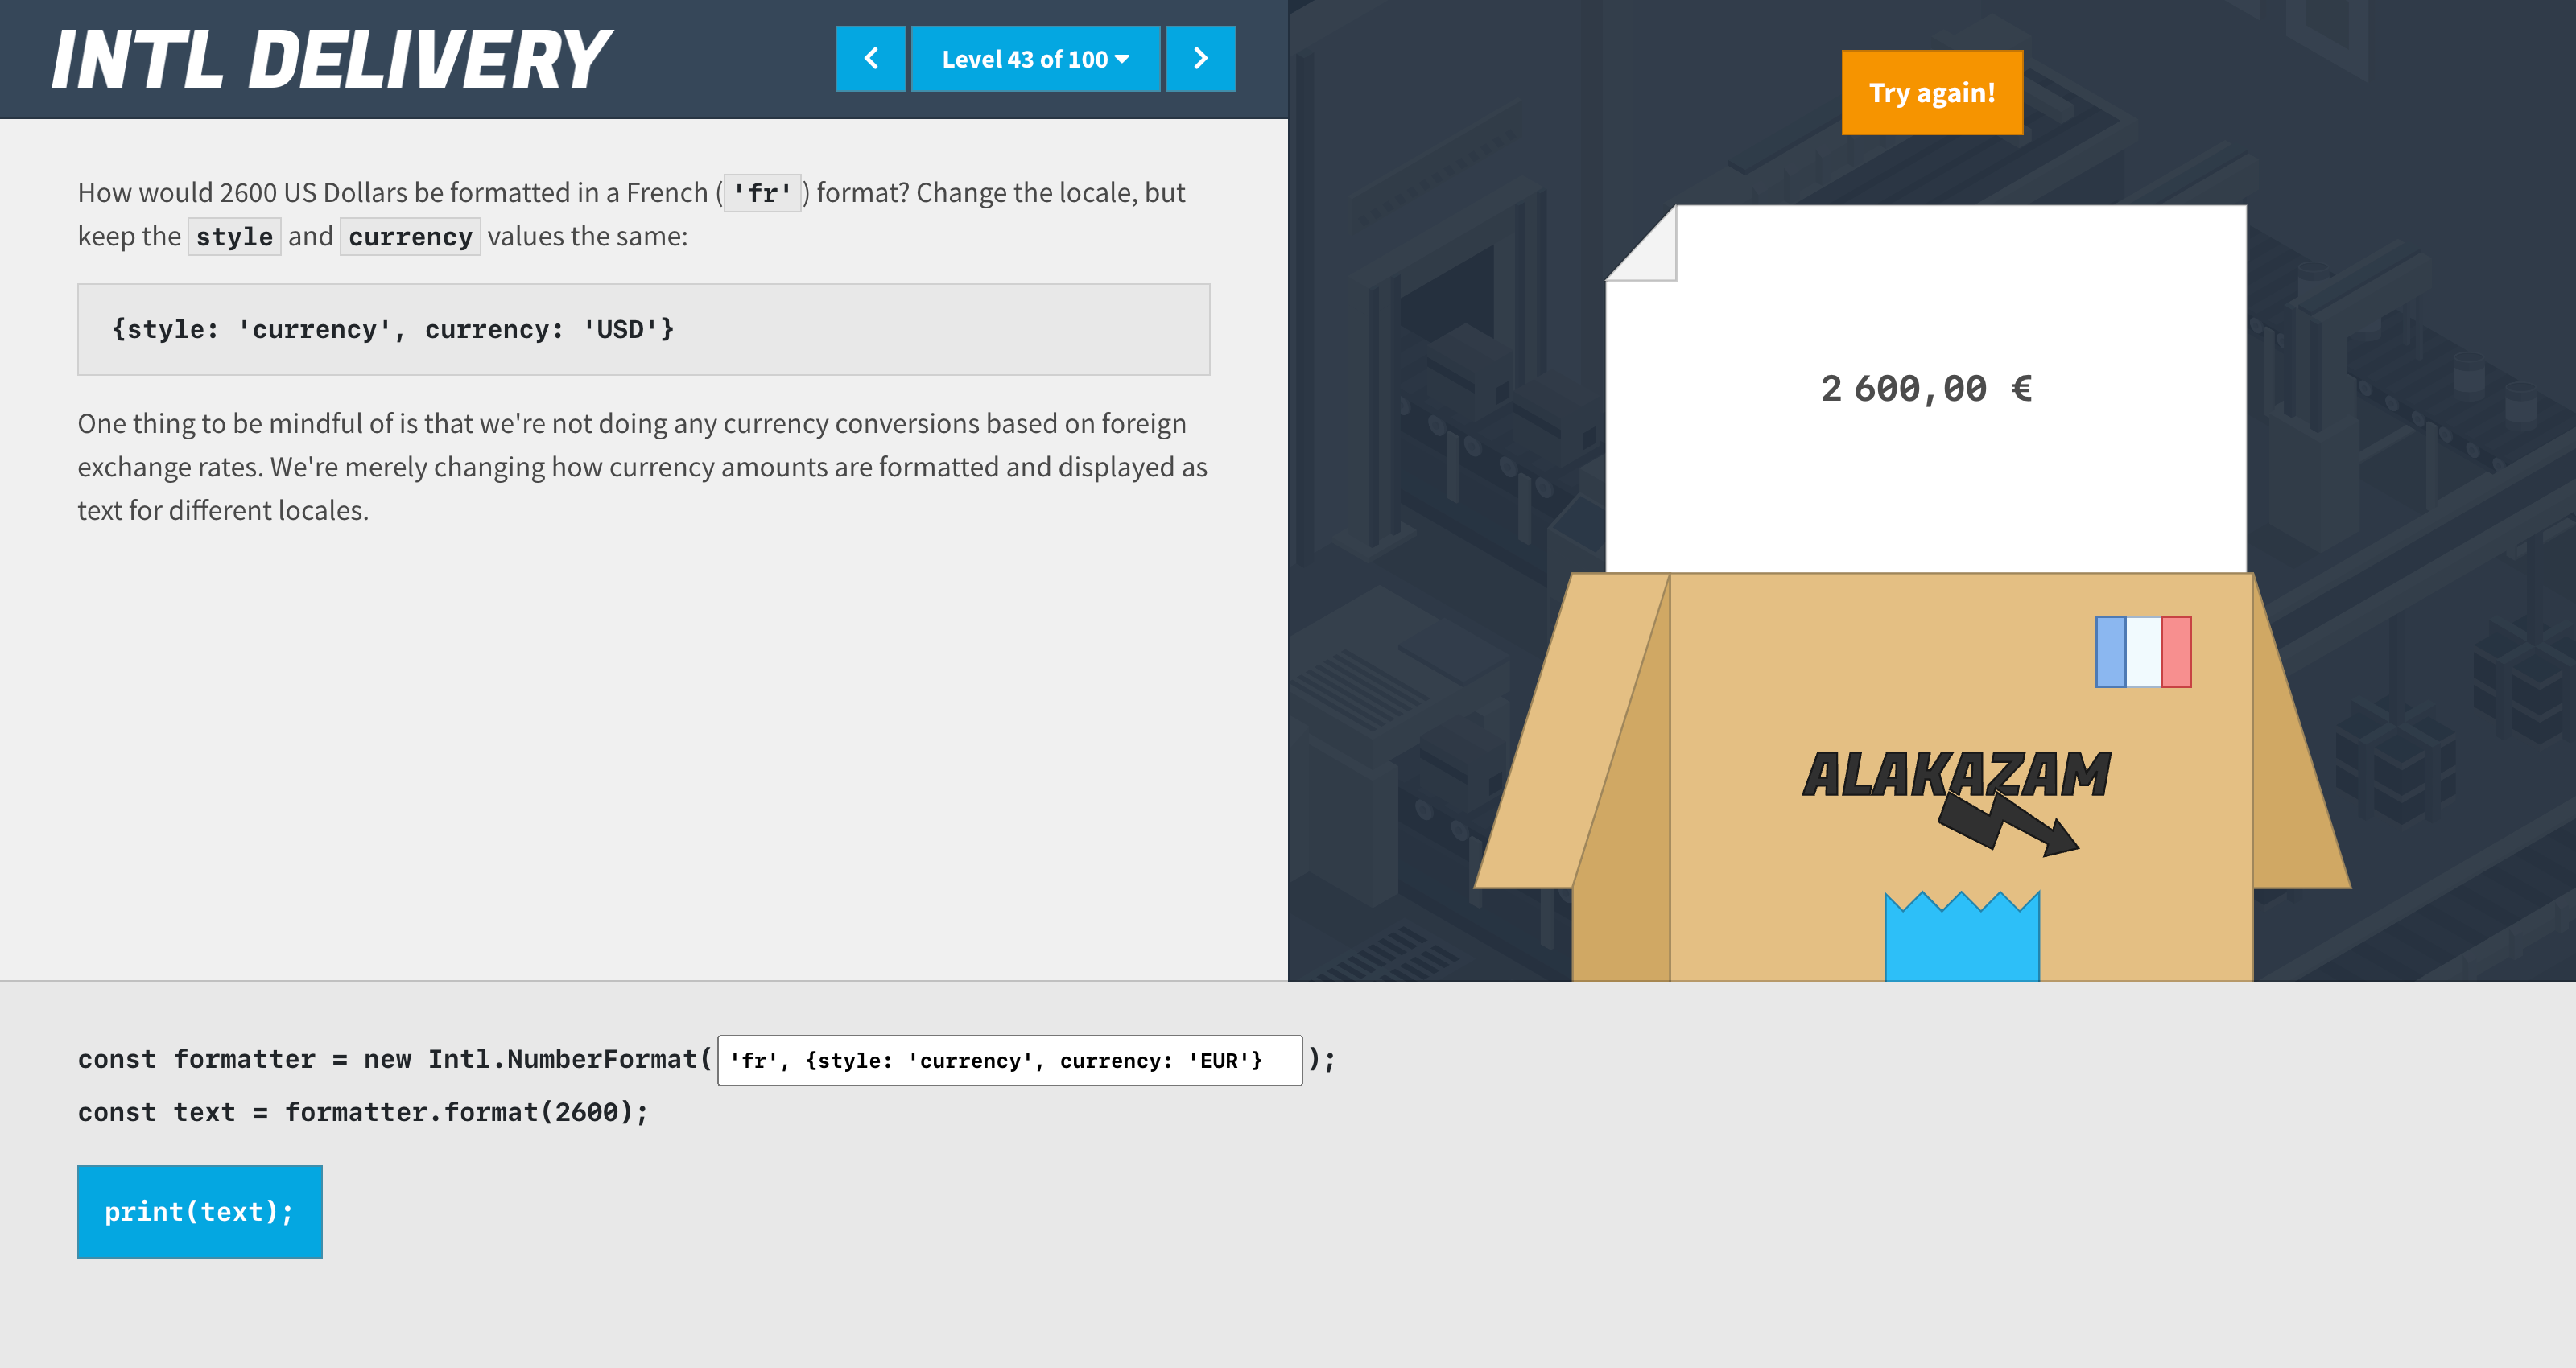 INTL DELIVERY
Level 43 of 100
Try again!
How would 2600 US Dollars be formatted in a French ('fr') format? Change the locale, but
keep the style and currency values the same:
{style: 'currency', currency: 'USD'}
One thing to be mindful of is that we're not doing any currency conversions based on foreign
exchange rates. We're merely changing how currency amounts are formatted and displayed as
text for different locales.
2 600,00 €
ALAKAZAM
const formatter = new Intl.NumberFormat('fr', {style: 'currency', currency: 'EUR'});
const text = formatter.format(2600);
print(text);